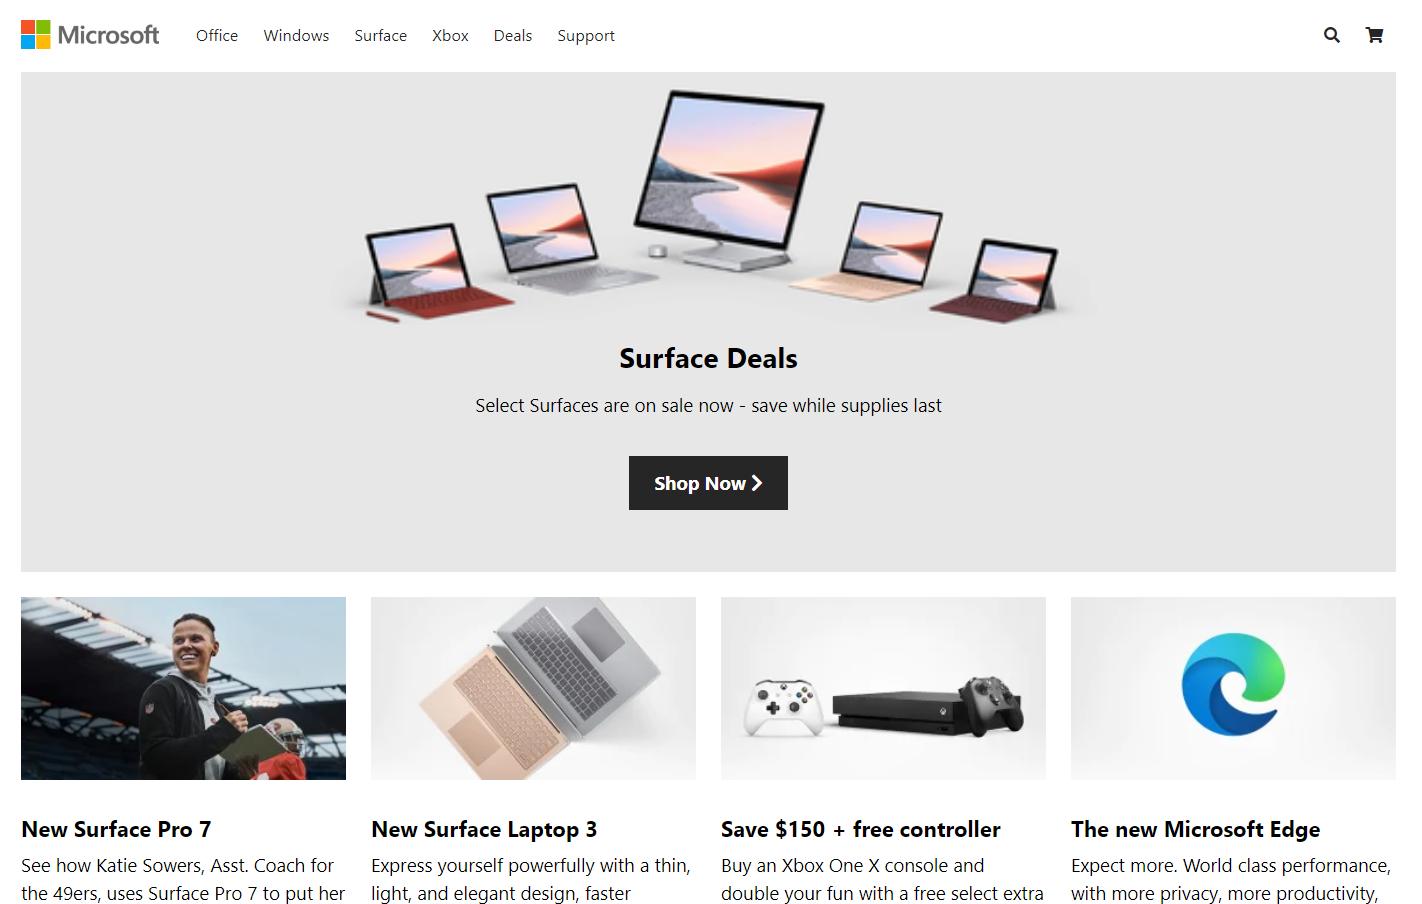 Microsoft Office Windows Surface Xbox Deals Support
Surface Deals
Select Surfaces are on sale now - save while supplies last
Shop Now
New Surface Pro 7
See how Katie Sowers, Asst. Coach for
the 49ers, uses Surface Pro 7 to put her
New Surface Laptop 3
Express yourself powerfully with a thin,
light, and elegant design, faster
Save $150 + free controller
Buy an Xbox One X console and
double your fun with a free select extra
The new Microsoft Edge
Expect more. World class performance,
with more privacy, more productivity,